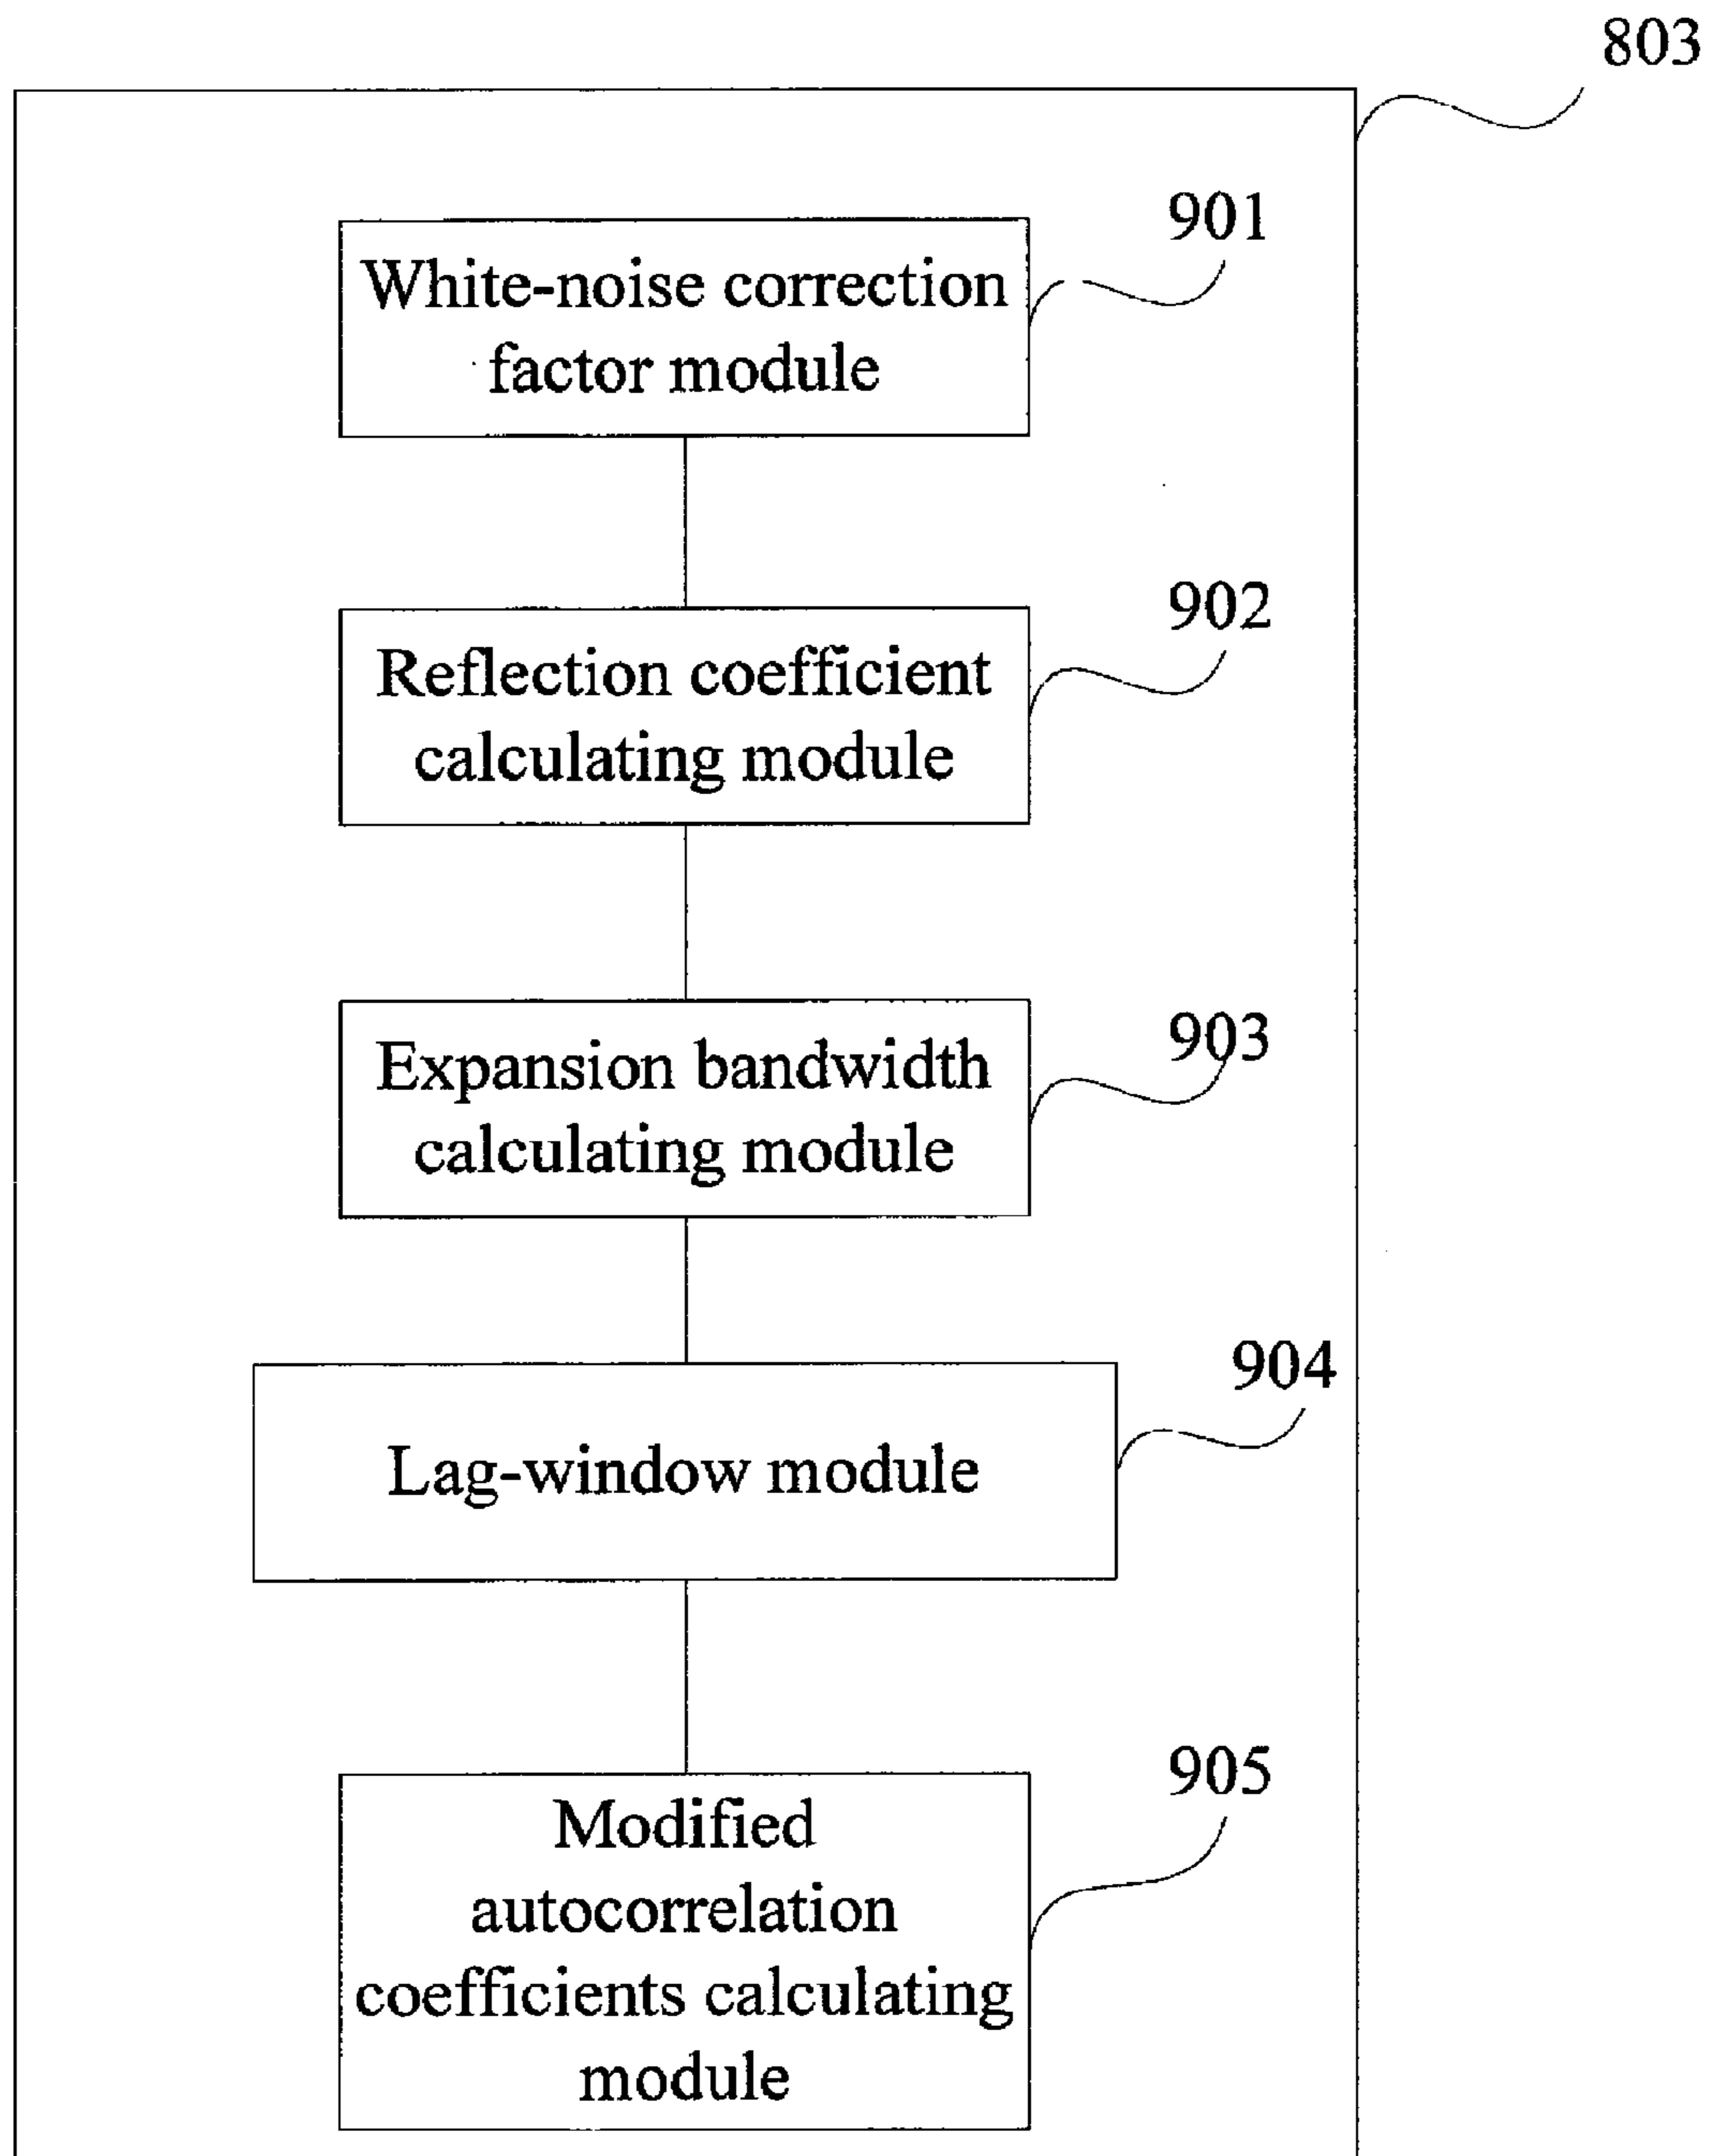 803
901
White-noise correction
factor module
902
Reflection coefficient
calculating module
903
Expansion bandwidth
calculating module
904
Lag-window module
905
Modified
autocorrelation
coefficients calculating
module